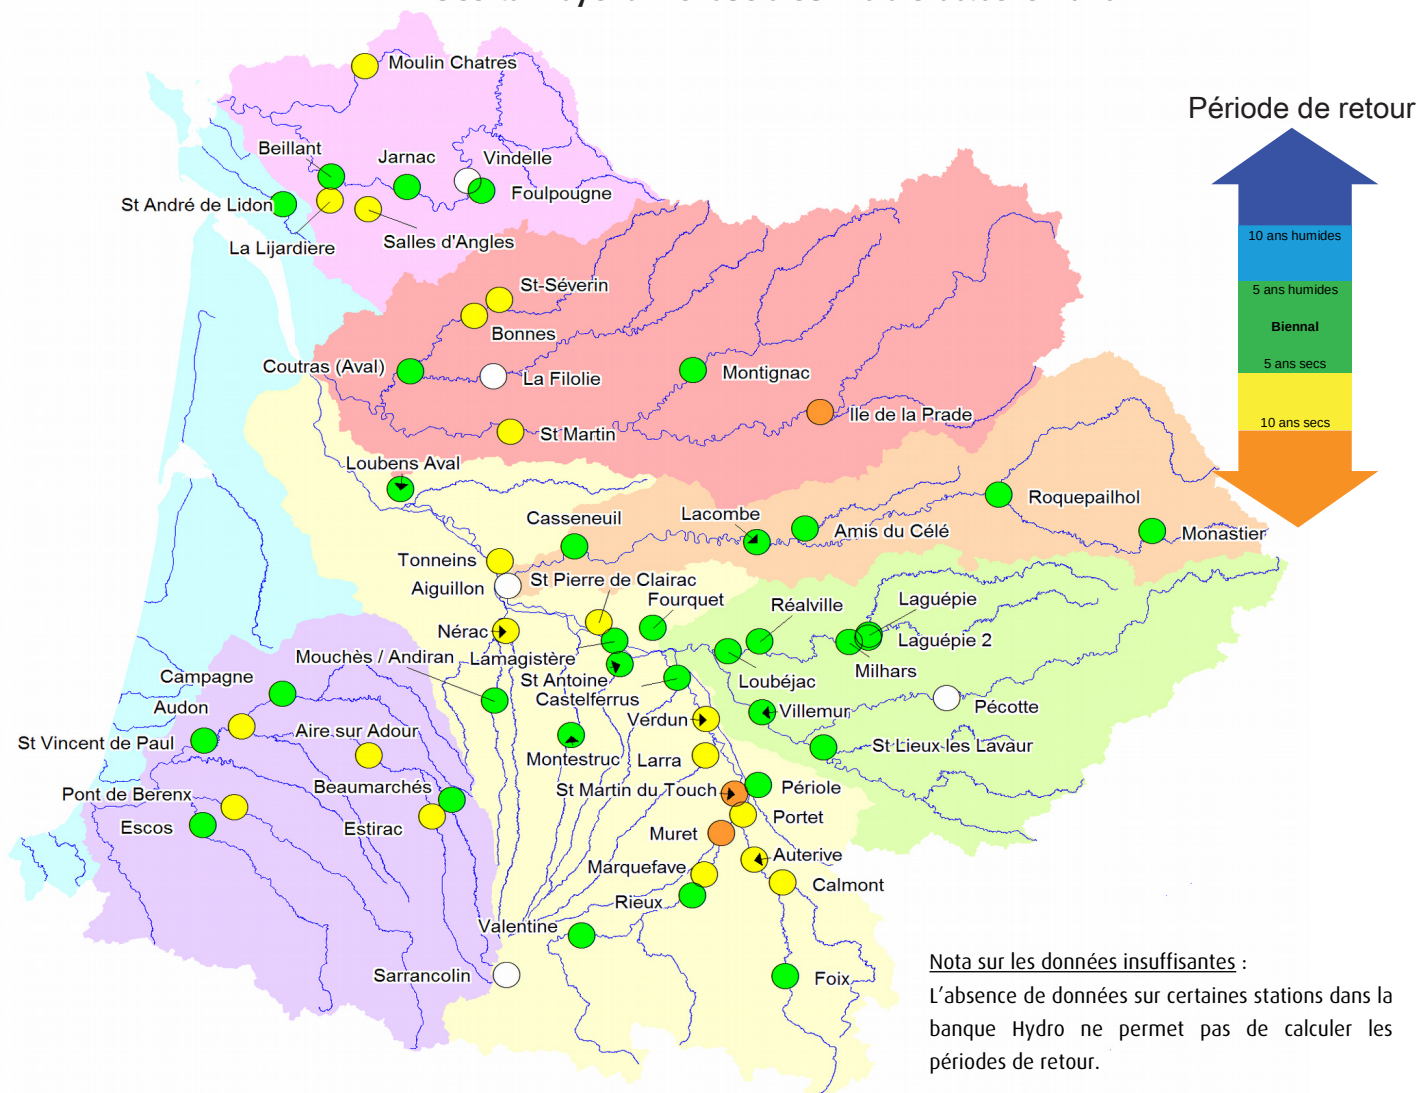 Moulin Chatres
Période de retour
Beillant
Jarnac
Vindelle
Foulpougne
St André de Lidon
La Lijardiere
Salles d'Angles
10 ans humides
5 ans humides
Biennal
5 ans secs
10 ans secs
St-Séverin
Bonnes
Coutras (Aval)
La Filolie
Montignac
Ile de la Prade
St Martin
Loubens Aval
Casseneuil
Lacombe
Amis du Célé
Roquepailhol
Monastier
Tonneins
Aiguillon
St Pierre de Clairac
Fourquet
Réalville
Laguépie
Laguépie 2
Nérac
Lamagistère
Milhars
Mouchès / Andiran
St Antoine
Loubéjac
Campagne
Castelferrus
Pécotte
Audon
Verdun
Villemur
St Vincent de Paul
Aire sur Adour
St Lieux les Lavaur
Montestruc
Larra
Pont de Berenx
Beaumarchés
St Martin du Touch
Périole
Escos
Estirac
Portet
Muret
Auterive
Marquefave
Calmont
Rieux
Valentine
Sarrancolin
Foix
Nota sur les données insuffisantes :
L'absence de données sur certaines stations dans la
banque Hydro ne permet pas de calculer les
périodes de retour.